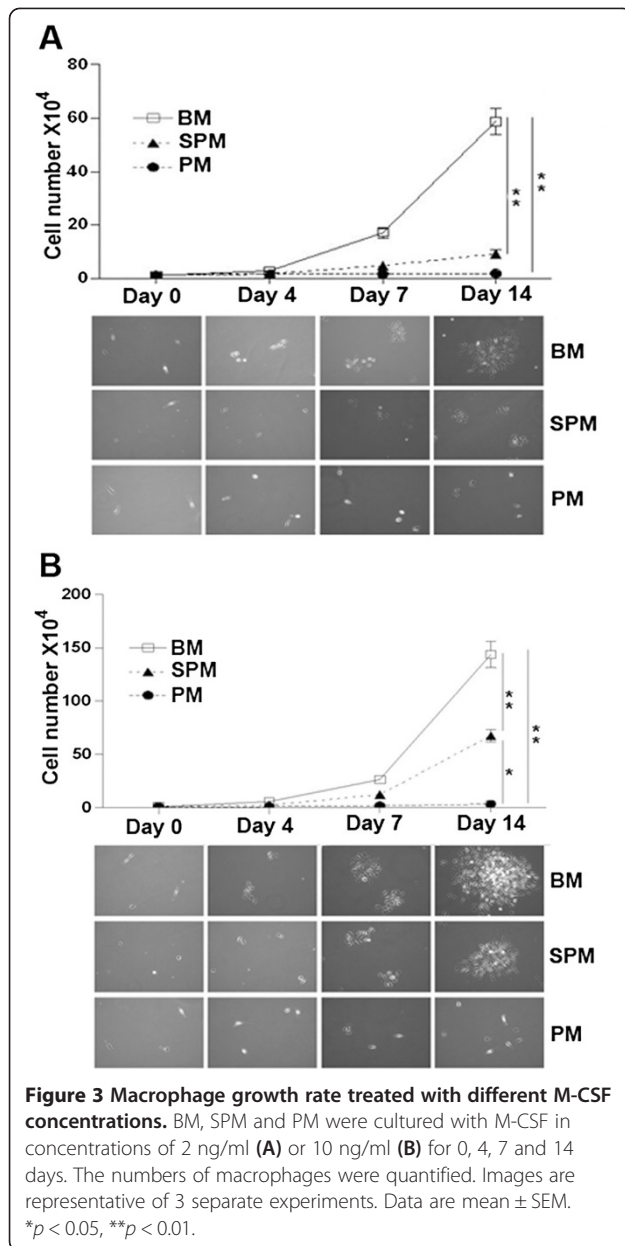 A
80
60
40
20
0
Cell number X10⁴
BM
SPM
PM
**
**
Day 0 Day 4 Day 7 Day 14
BM
SPM
PM
B
200
150
100
50
0
Cell number X10⁴
BM
SPM
PM
**
*
**
Day 0 Day 4 Day 7 Day 14
BM
SPM
PM
Figure 3 Macrophage growth rate treated with different M-CSF
concentrations. BM, SPM and PM were cultured with M-CSF in
concentrations of 2 ng/ml (A) or 10 ng/ml (B) for 0, 4, 7 and 14
days. The numbers of macrophages were quantified. Images are
representative of 3 separate experiments. Data are mean ± SEM.
*p < 0.05, **p < 0.01.